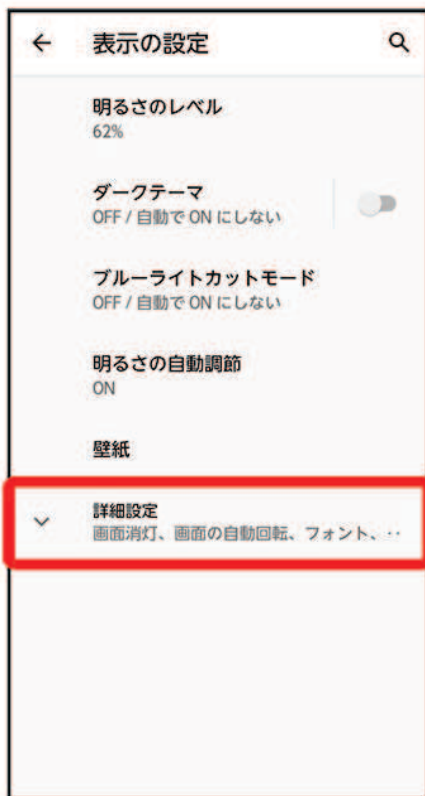 表示の設定
明るさのレベル
62%
ダークテーマ
OFF / 自動で ON にしない
ブルーライトカットモード
OFF / 自動で ON にしない
明るさの自動調節
ON
壁紙
詳細設定
画面消灯、画面の自動回転、フォント、‥